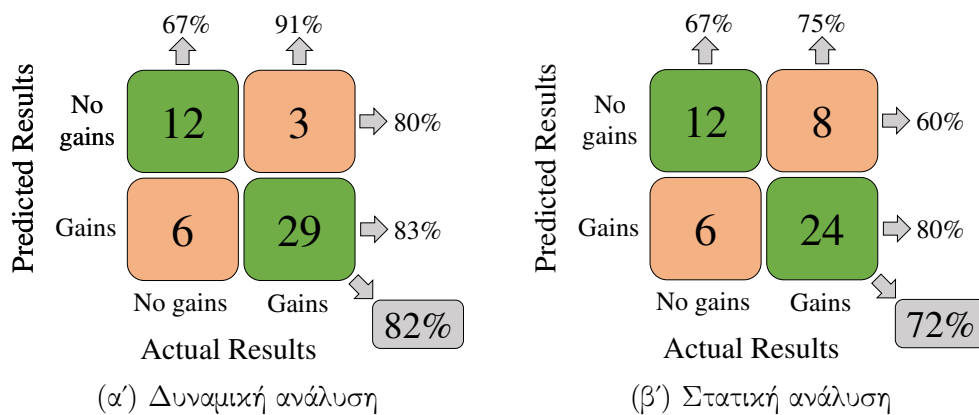 67% 91%
Predicted Results
No gains
12 3
80%
Gains
6 29
83%
No gains Gains
82%
Actual Results
(α΄) Δυναμική ανάλυση
67% 75%
Predicted Results
No gains
12 8
60%
Gains
6 24
80%
No gains Gains
72%
Actual Results
(β΄) Στατική ανάλυση